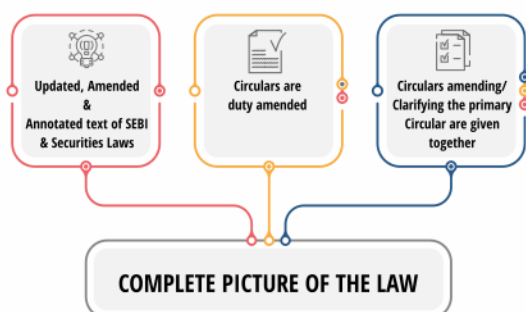 Updated, Amended
&
Annotated text of SEBI
& Securities Laws
Circulars are
duty amended
Circulars amending/
Clarifying the primary
Circular are given
together
COMPLETE PICTURE OF THE LAW